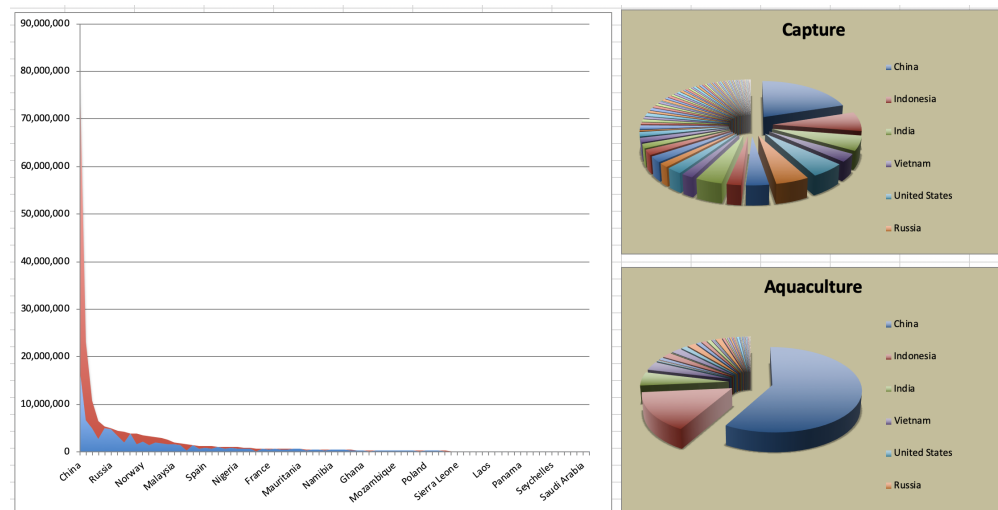 90,000,000
80,000,000
70,000,000
60,000,000
50,000,000
40,000,000
30,000,000
20,000,000
10,000,000
0
China
Russia
Norway
Malaysia
Spain
Nigeria
France
Mauritania
Namibia
Ghana
Mozambique
Poland
Sierra Leone
Laos
Panama
Seychelles
Saudi Arabia
Capture
China
Indonesia
India
Vietnam
United States
Russia
Aquaculture
China
Indonesia
India
Vietnam
United States
Russia